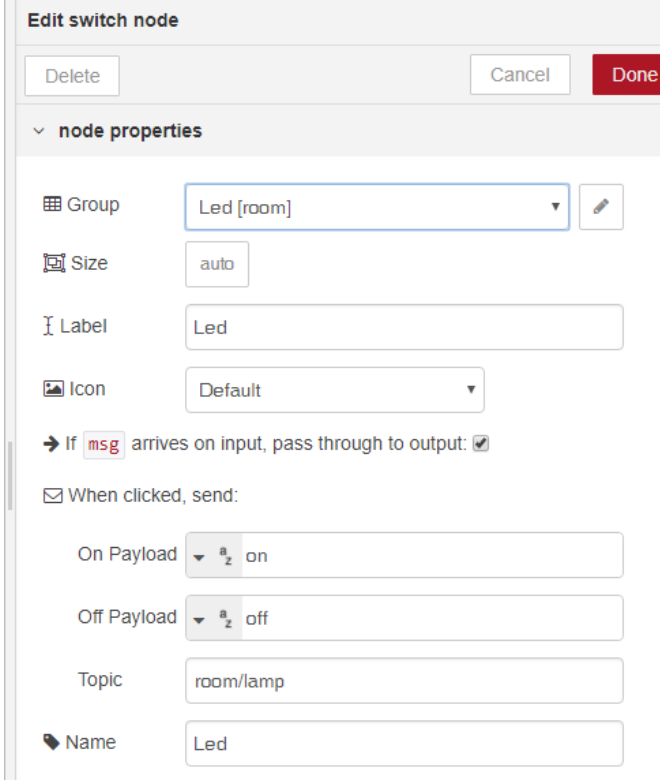 Edit switch node
Delete Cancel Done
node properties
Group Led [room]
Size auto
Label Led
Icon Default
If msg arrives on input, pass through to output:
When clicked, send:
On Payload a z on
Off Payload a z off
Topic room/lamp
Name Led